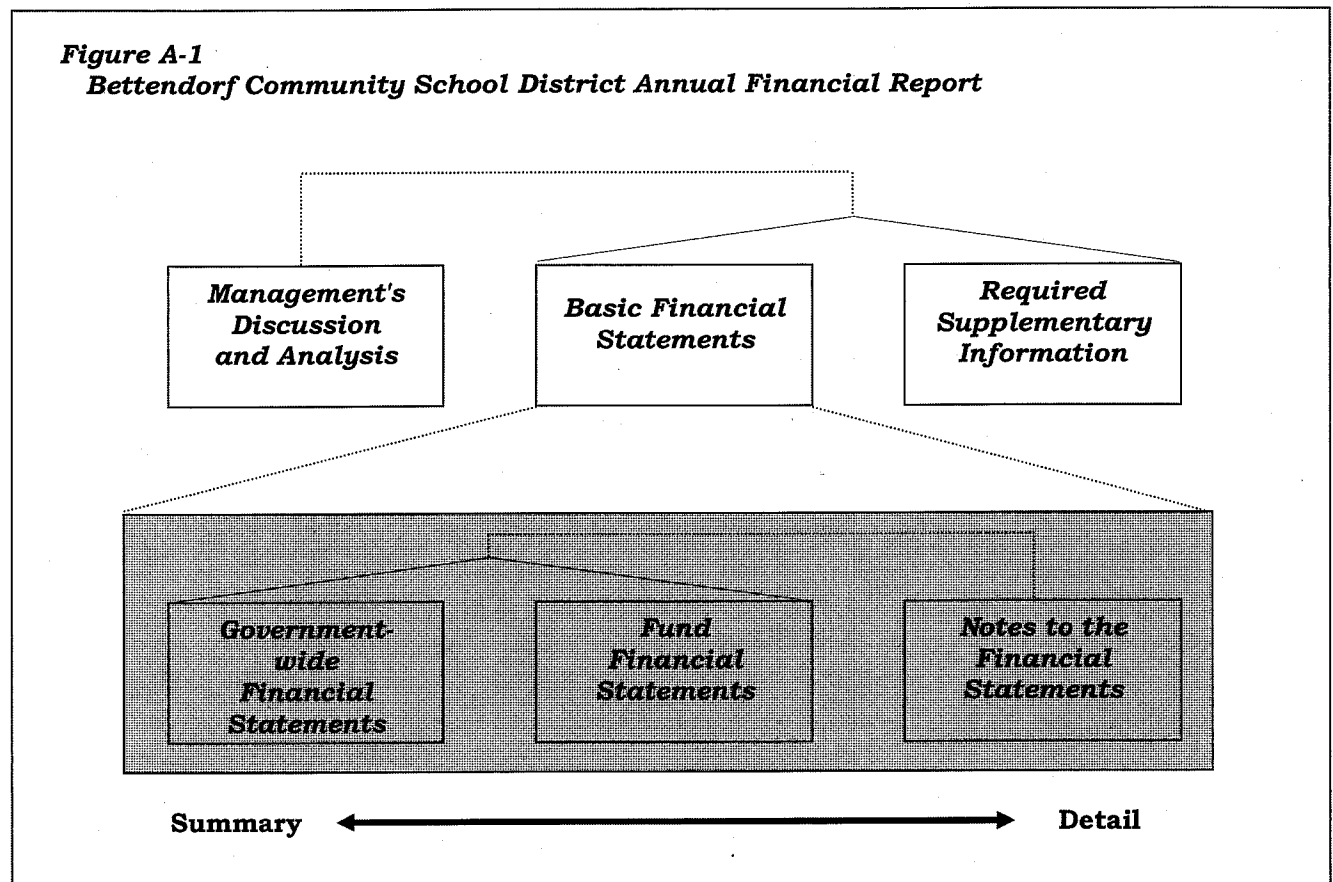 Figure A-1
Bettendorf Community School District Annual Financial Report
Management's
Discussion
and Analysis
Basic Financial
Statements
Required
Supplementary
Information
Government-
wide
Financial
Statements
Fund
Financial
Statements
Notes to the
Financial
Statements
Summary
Detail